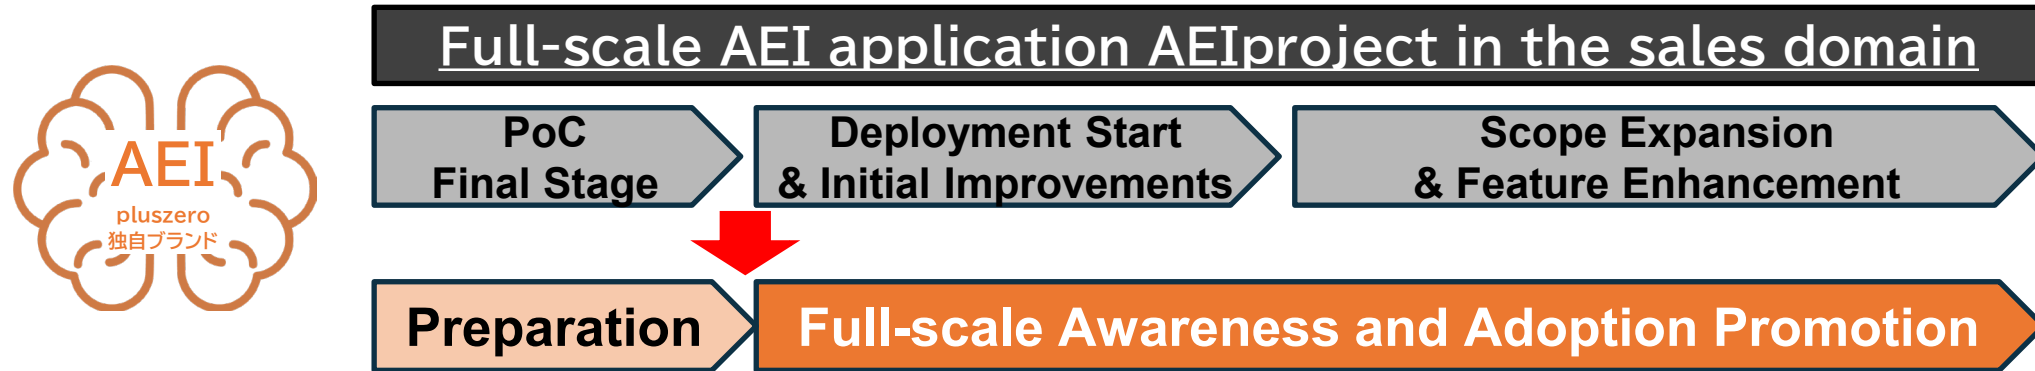 Full-scale AEI application AEIproject in the sales domain
AEI
pluszero
独自ブランド
PoC
Final Stage
Deployment Start
& Initial Improvements
Scope Expansion
& Feature Enhancement
Preparation
Full-scale Awareness and Adoption Promotion